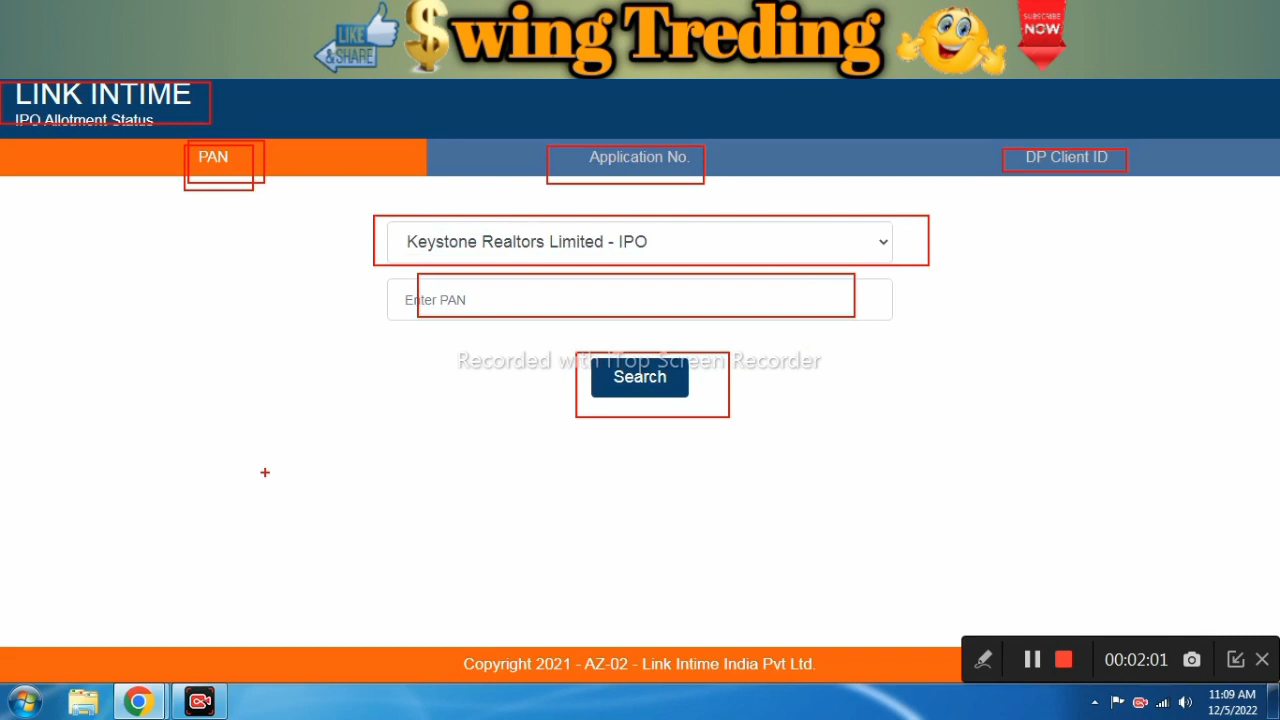 LIKE
&SHARE
$wing Treding
SUBSCRIBE
NOW
LINK INTIME
IPO Allotment Status
PAN
Application No.
DP Client ID
Keystone Realtors Limited - IPO
Enter PAN
Recorded with iTop Screen Recorder
Search
Copyright 2021 - AZ-02 - Link Intime India Pvt Ltd.
00:02:01
11:09 AM
12/5/2022